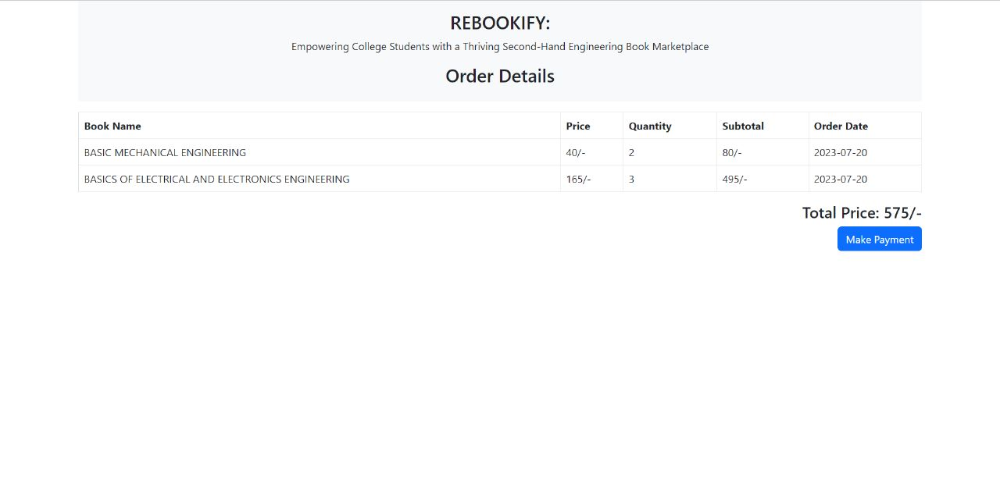 REBOOKIFY:
Empowering College Students with a Thriving Second-Hand Engineering Book Marketplace
Order Details
Book Name Price Quantity Subtotal Order Date
BASIC MECHANICAL ENGINEERING 40/- 2 80/- 2023-07-20
BASICS OF ELECTRICAL AND ELECTRONICS ENGINEERING 165/- 3 495/- 2023-07-20
Total Price: 575/-
Make Payment